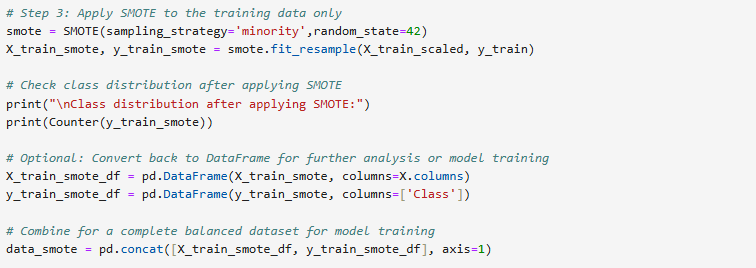 # Step 3: Apply SMOTE to the training data only
smote = SMOTE(sampling_strategy='minority',random_state=42)
X_train_smote, y_train_smote = smote.fit_resample(X_train_scaled, y_train)
# Check class distribution after applying SMOTE
print("\nClass distribution after applying SMOTE:")
print(Counter(y_train_smote))
# Optional: Convert back to DataFrame for further analysis or model training
X_train_smote_df = pd.DataFrame(X_train_smote, columns=X.columns)
y_train_smote_df = pd.DataFrame(y_train_smote, columns=['Class'])
# Combine for a complete balanced dataset for model training
data_smote = pd.concat([X_train_smote_df, y_train_smote_df], axis=1)